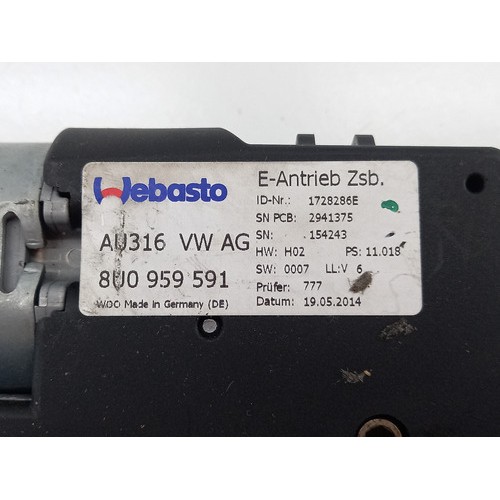 Webasto
AU316 VW AG
8U0 959 591
WDO Made in Germany (DE)
E-Antrieb Zsb.
ID-Nr.: 1728286E
SN PCB: 2941375
SN: 154243
HW: H02 PS: 11.018
SW: 0007 LL:V 6
Prüfer: 777
Datum: 19.05.2014